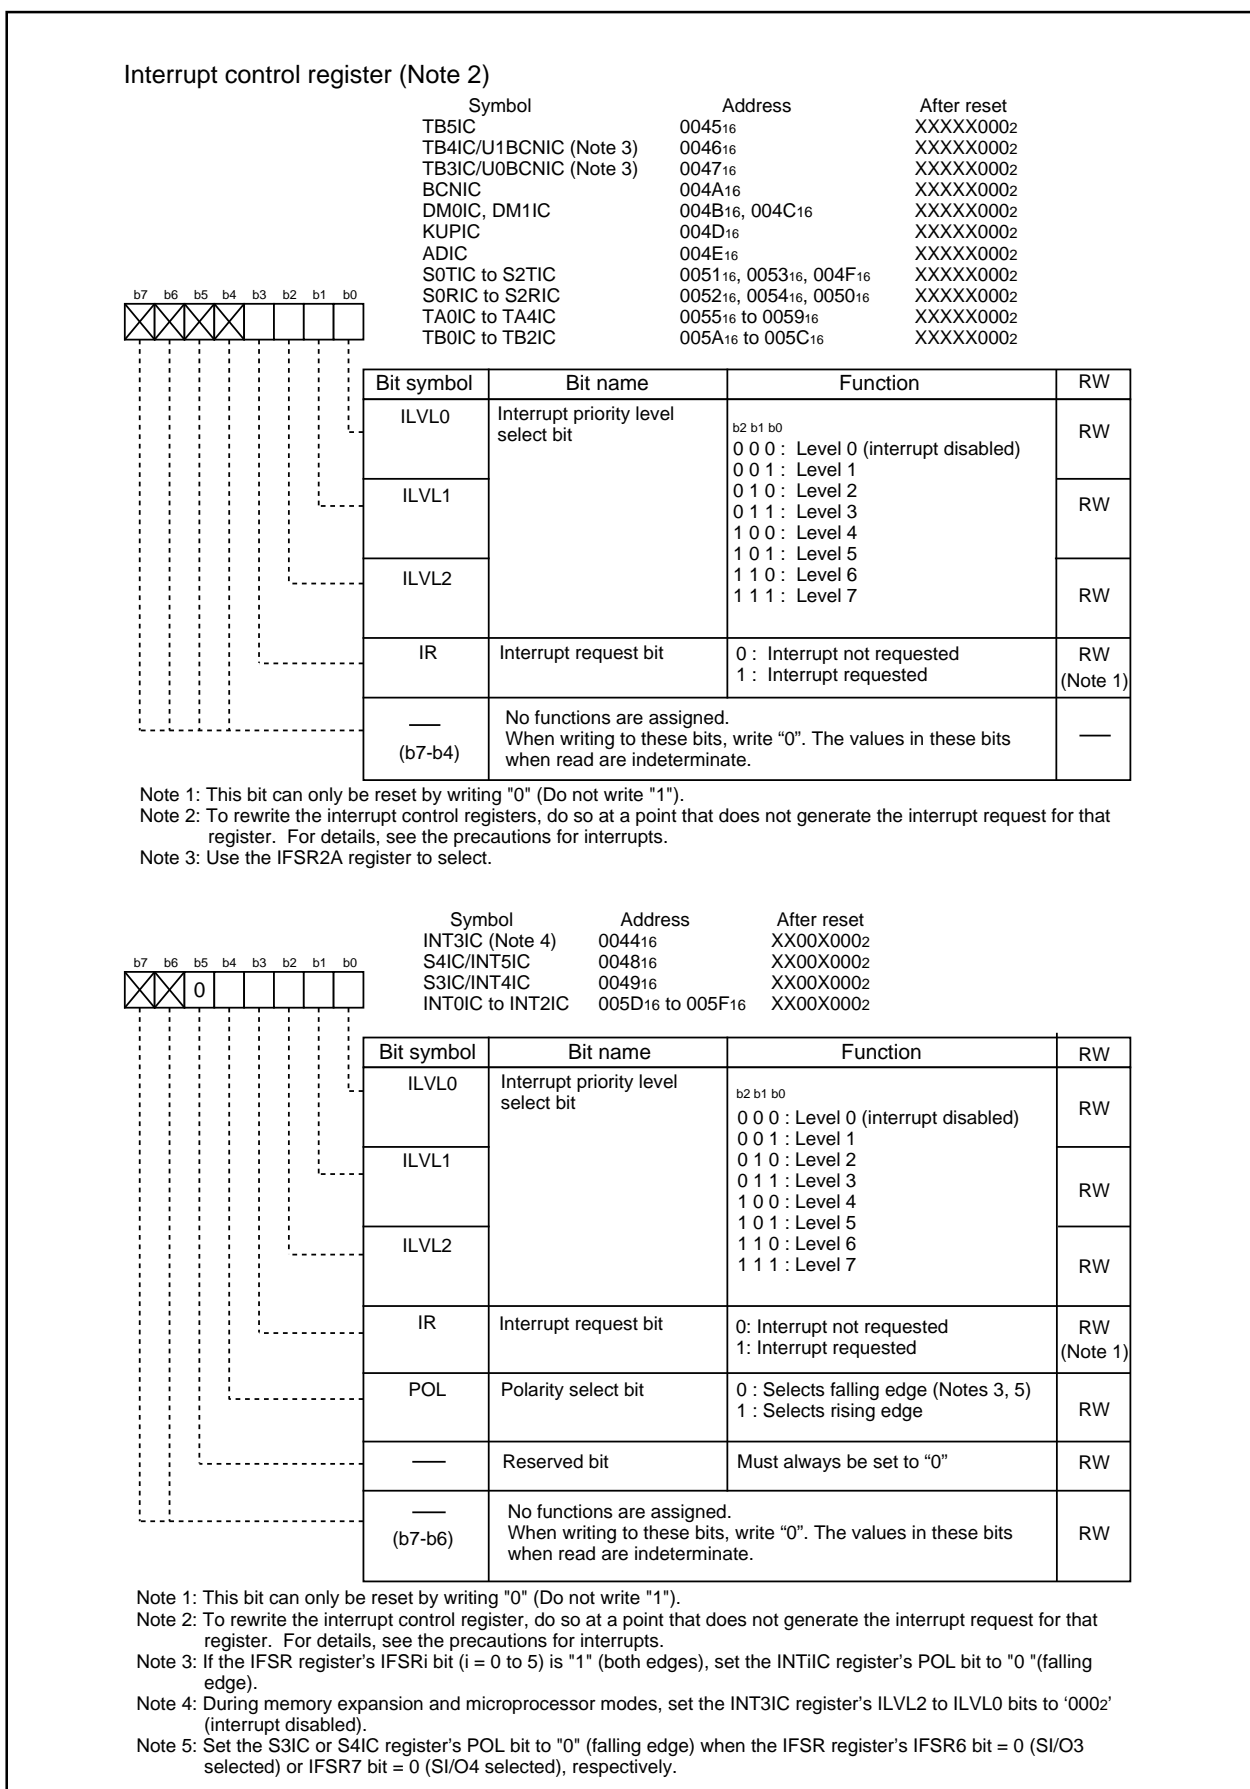 Interrupt control register (Note 2)
Symbol Address After reset
TB5IC 004516 XXXXX0002
TB4IC/U1BCNIC (Note 3) 004616 XXXXX0002
TB3IC/U0BCNIC (Note 3) 004716 XXXXX0002
BCNIC 004A16 XXXXX0002
DM0IC, DM1IC 004B16, 004C16 XXXXX0002
KUPIC 004D16 XXXXX0002
ADIC 004E16 XXXXX0002
S0TIC to S2TIC 005116, 005316, 004F16 XXXXX0002
S0RIC to S2RIC 005216, 005416, 005016 XXXXX0002
TA0IC to TA4IC 005516 to 005916 XXXXX0002
TB0IC to TB2IC 005A16 to 005C16 XXXXX0002
b7 b6 b5 b4 b3 b2 b1 b0
Bit symbol Bit name Function RW
ILVL0 Interrupt priority level
select bit
b2 b1 b0
RW
0 0 0 : Level 0 (interrupt disabled)
0 0 1 : Level 1
ILVL1 0 1 0 : Level 2 RW
0 1 1 : Level 3
1 0 0 : Level 4
1 0 1 : Level 5
ILVL2 1 1 0 : Level 6
1 1 1 : Level 7 RW
IR Interrupt request bit 0 : Interrupt not requested RW
1 : Interrupt requested (Note 1)
— No functions are assigned. —
When writing to these bits, write “0”. The values in these bits
(b7-b4) when read are indeterminate.
Note 1: This bit can only be reset by writing "0" (Do not write "1").
Note 2: To rewrite the interrupt control registers, do so at a point that does not generate the interrupt request for that
register. For details, see the precautions for interrupts.
Note 3: Use the IFSR2A register to select.
Symbol Address After reset
INT3IC (Note 4) 004416 XX00X0002
S4IC/INT5IC 004816 XX00X0002
S3IC/INT4IC 004916 XX00X0002
INT0IC to INT2IC 005D16 to 005F16 XX00X0002
b7 b6 b5 b4 b3 b2 b1 b0
0
Bit symbol Bit name Function RW
ILVL0 Interrupt priority level
select bit
b2 b1 b0
RW
0 0 0 : Level 0 (interrupt disabled)
0 0 1 : Level 1
ILVL1 0 1 0 : Level 2
0 1 1 : Level 3 RW
1 0 0 : Level 4
1 0 1 : Level 5
ILVL2 1 1 0 : Level 6
1 1 1 : Level 7 RW
IR Interrupt request bit 0: Interrupt not requested RW
1: Interrupt requested (Note 1)
POL Polarity select bit 0 : Selects falling edge (Notes 3, 5)
1 : Selects rising edge RW
— Reserved bit Must always be set to “0” RW
— No functions are assigned.
(b7-b6) When writing to these bits, write “0”. The values in these bits RW
when read are indeterminate.
Note 1: This bit can only be reset by writing "0" (Do not write "1").
Note 2: To rewrite the interrupt control register, do so at a point that does not generate the interrupt request for that
register. For details, see the precautions for interrupts.
Note 3: If the IFSR register’s IFSRi bit (i = 0 to 5) is "1" (both edges), set the INTiIC register’s POL bit to "0 "(falling
edge).
Note 4: During memory expansion and microprocessor modes, set the INT3IC register’s ILVL2 to ILVL0 bits to ‘0002’
(interrupt disabled).
Note 5: Set the S3IC or S4IC register’s POL bit to "0" (falling edge) when the IFSR register’s IFSR6 bit = 0 (SI/O3
selected) or IFSR7 bit = 0 (SI/O4 selected), respectively.